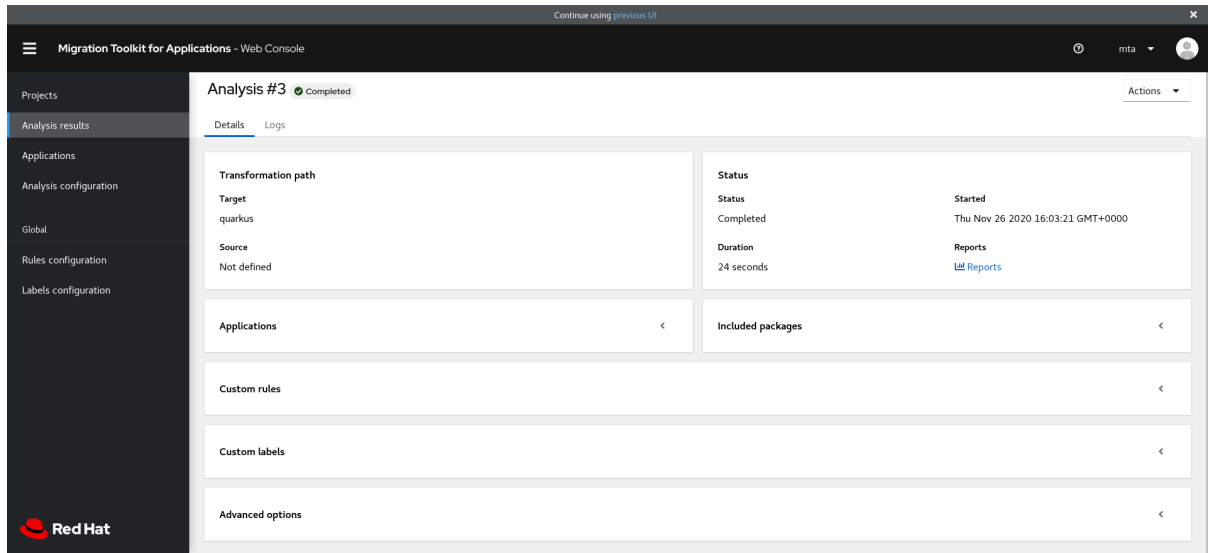 Continue using previous UI
Migration Toolkit for Applications - Web Console
mta
Projects
Analysis results
Applications
Analysis configuration
Global
Rules configuration
Labels configuration
Red Hat
Analysis #3 Completed
Actions
Details Logs
Transformation path
Target
quarkus
Source
Not defined
Status
Status Started
Completed Thu Nov 26 2020 16:03:21 GMT+0000
Duration Reports
24 seconds Reports
Applications
Included packages
Custom rules
Custom labels
Advanced options